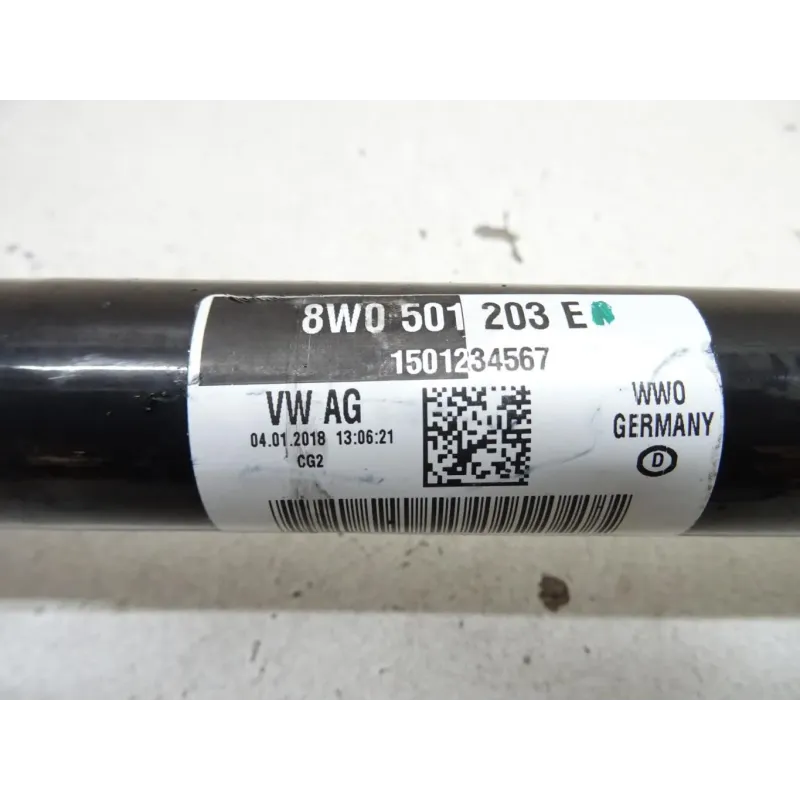 8W0 501 203 E
1501234567
VW AG
04.01.2018 13:06:21
CG2
WWO
GERMANY
D